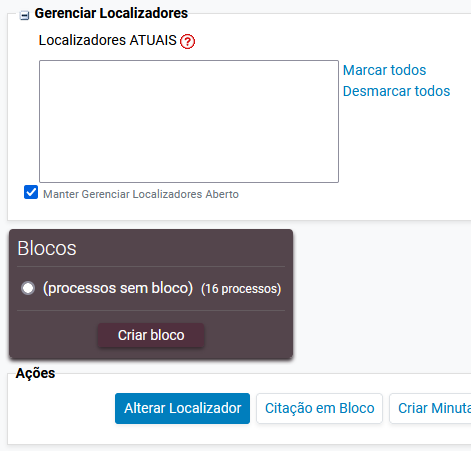 Gerenciar Localizadores
Localizadores ATUAIS ?
Marcar todos
Desmarcar todos
Manter Gerenciar Localizadores Aberto
Blocos
(processos sem bloco) (16 processos)
Criar bloco
Ações
Alterar Localizador Citação em Bloco Criar Minuta